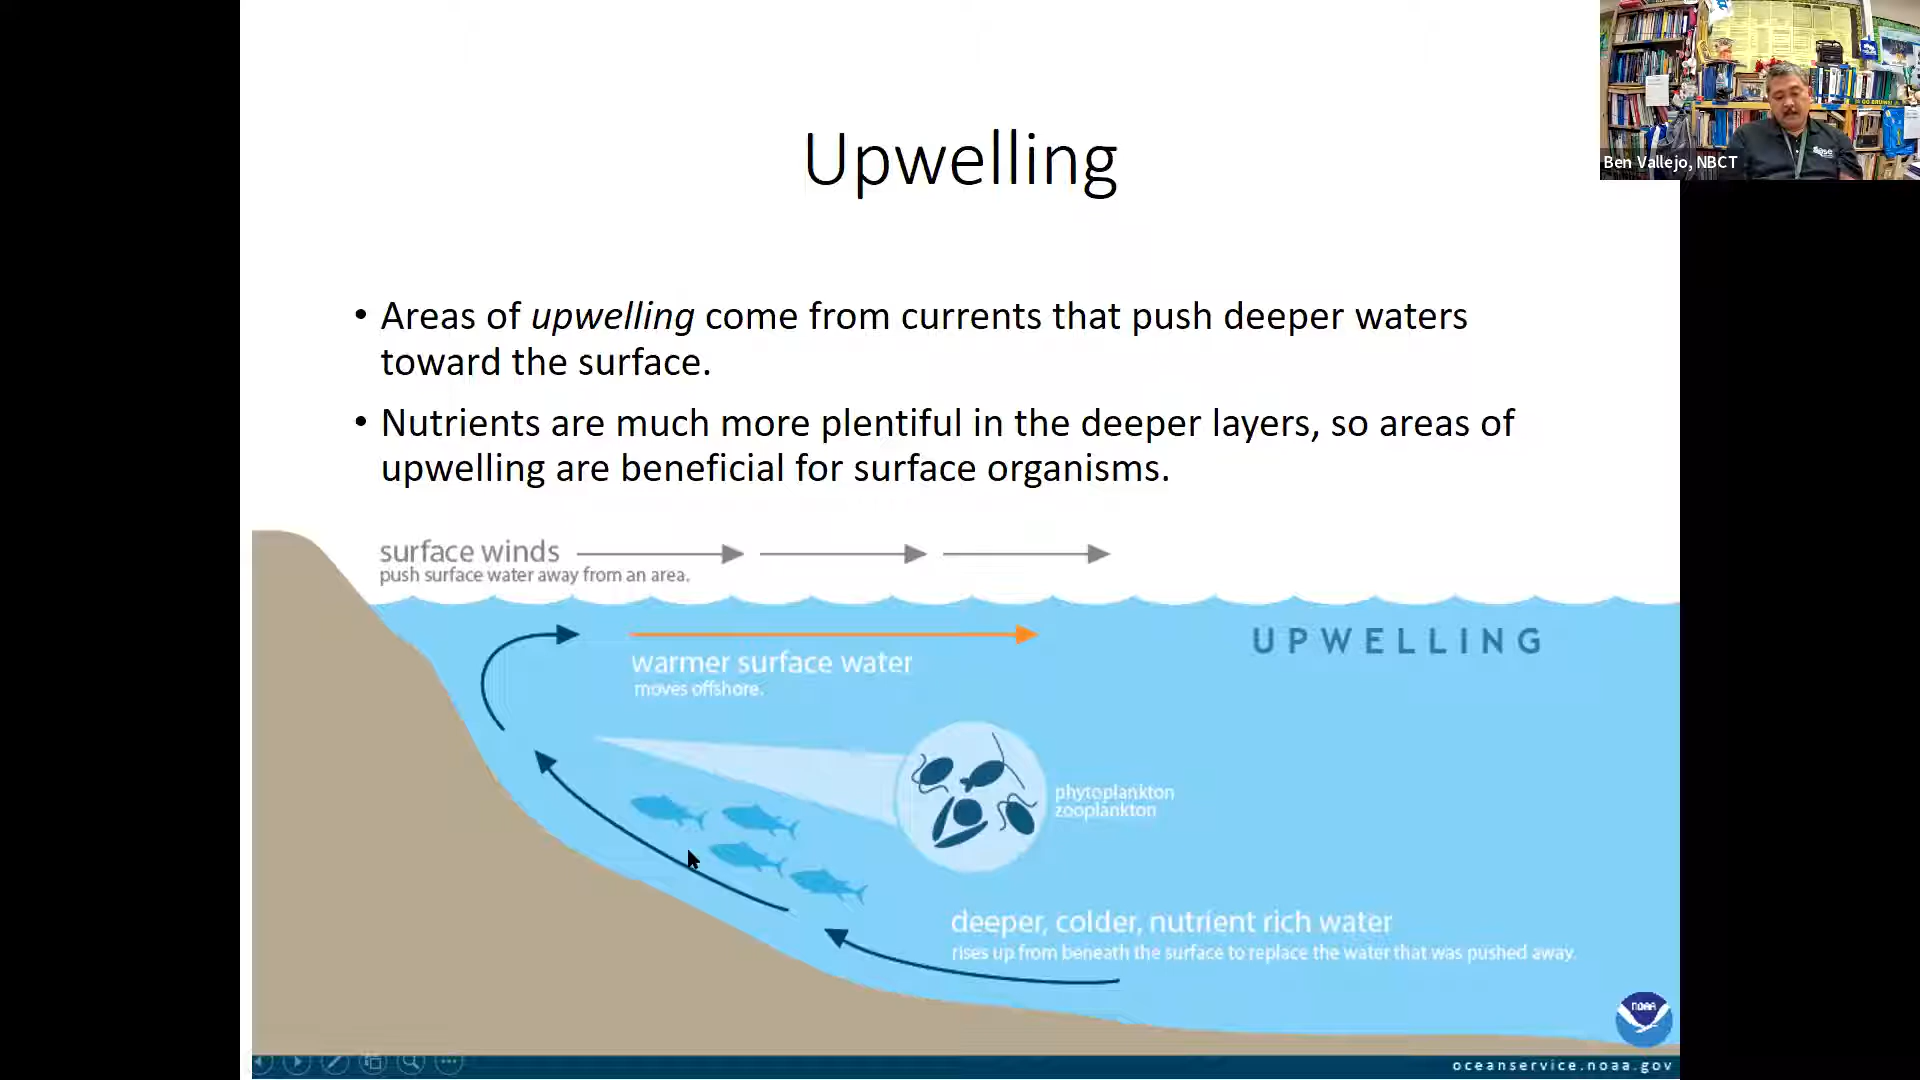 Upwelling
• Areas of upwelling come from currents that push deeper waters
toward the surface.
• Nutrients are much more plentiful in the deeper layers, so areas of
upwelling are beneficial for surface organisms.
surface winds
push surface water away from an area.
UPWELLING
warmer surface water
moves offshore.
phytoplankton
zooplankton
deeper, colder, nutrient rich water
rises up from beneath the surface to replace the water that was pushed away.
NOAA
oceanservice.noaa.gov
Ben Vallejo, NBCT
GO BRUINS!